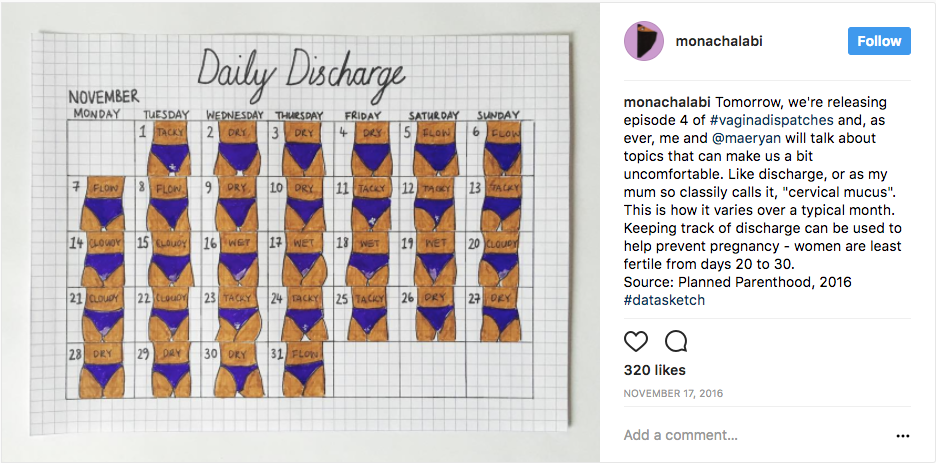 Daily Discharge
NOVEMBER
MONDAY TUESDAY WEDNESDAY THURSDAY FRIDAY SATURDAY SUNDAY
1 TACKY 2 DRY 3 DRY 4 DRY 5 FLOW 6 FLOW
7 FLOW 8 FLOW 9 DRY 10 DRY 11 TACKY 12 TACKY 13 TACKY
14 CLOUDY 15 CLOUDY 16 WET 17 WET 18 WET 19 WET 20 CLOUDY
21 CLOUDY 22 CLOUDY 23 TACKY 24 TACKY 25 TACKY 26 DRY 27 DRY
28 DRY 29 DRY 30 DRY 31 FLOW
monachalabi
Follow
monachalabi Tomorrow, we're releasing
episode 4 of #vaginadispatches and, as
ever, me and @maeryan will talk about
topics that can make us a bit
uncomfortable. Like discharge, or as my
mum so classily calls it, "cervical mucus".
This is how it varies over a typical month.
Keeping track of discharge can be used to
help prevent pregnancy - women are least
fertile from days 20 to 30.
Source: Planned Parenthood, 2016
#datasketch
320 likes
NOVEMBER 17, 2016
Add a comment...